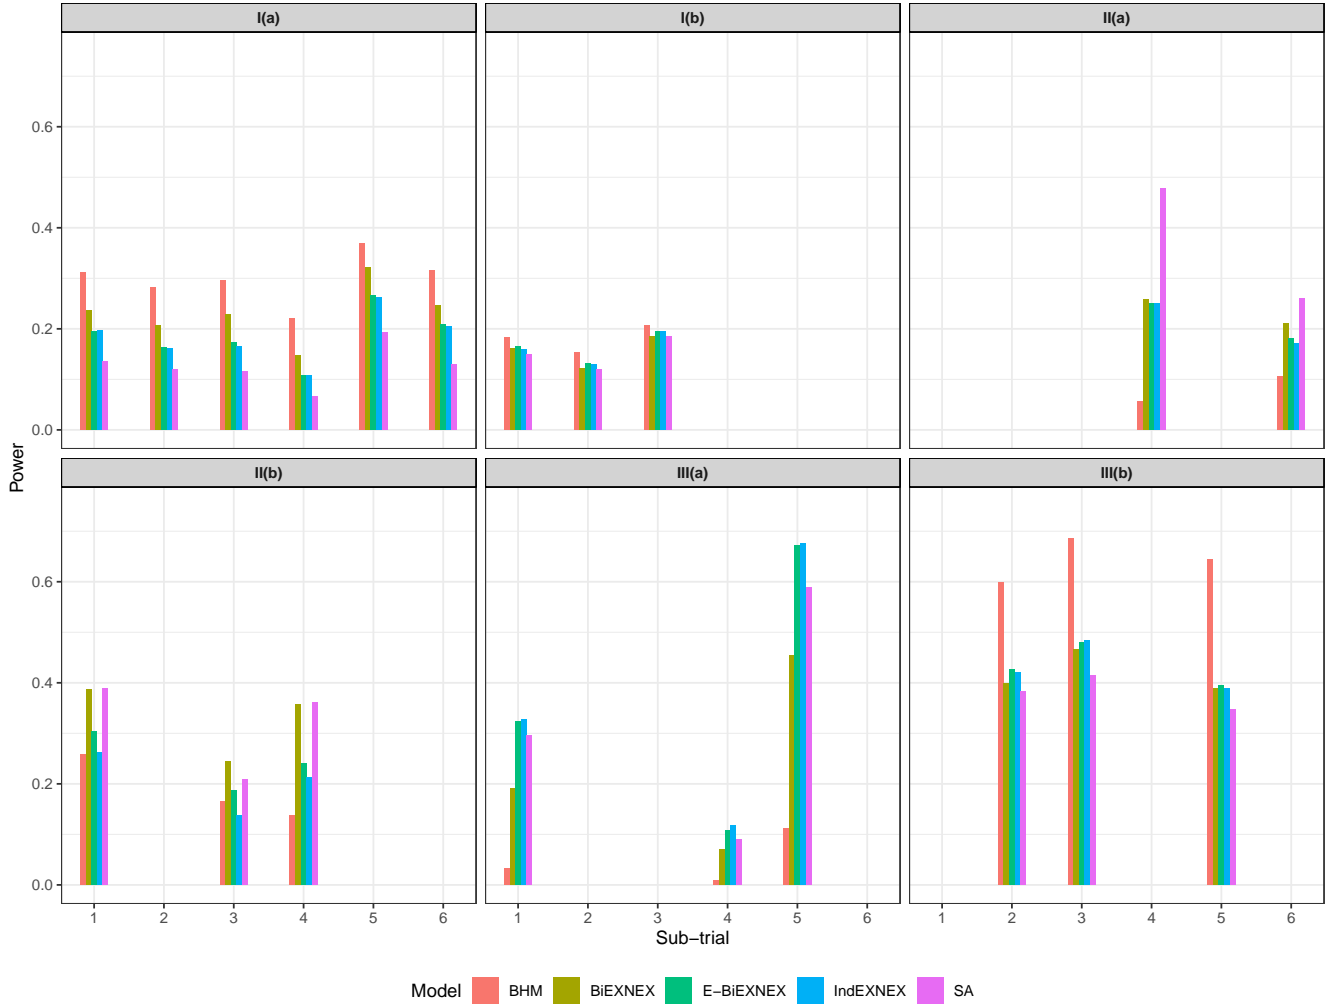 I(a) I(b) II(a)
0.6
0.4
0.2
0.0
Power
II(b) III(a) III(b)
0.6
0.4
0.2
0.0
1 2 3 4 5 6 1 2 3 4 5 6 1 2 3 4 5 6
Sub−trial
Model BHM BiEXNEX E−BiEXNEX IndEXNEX SA